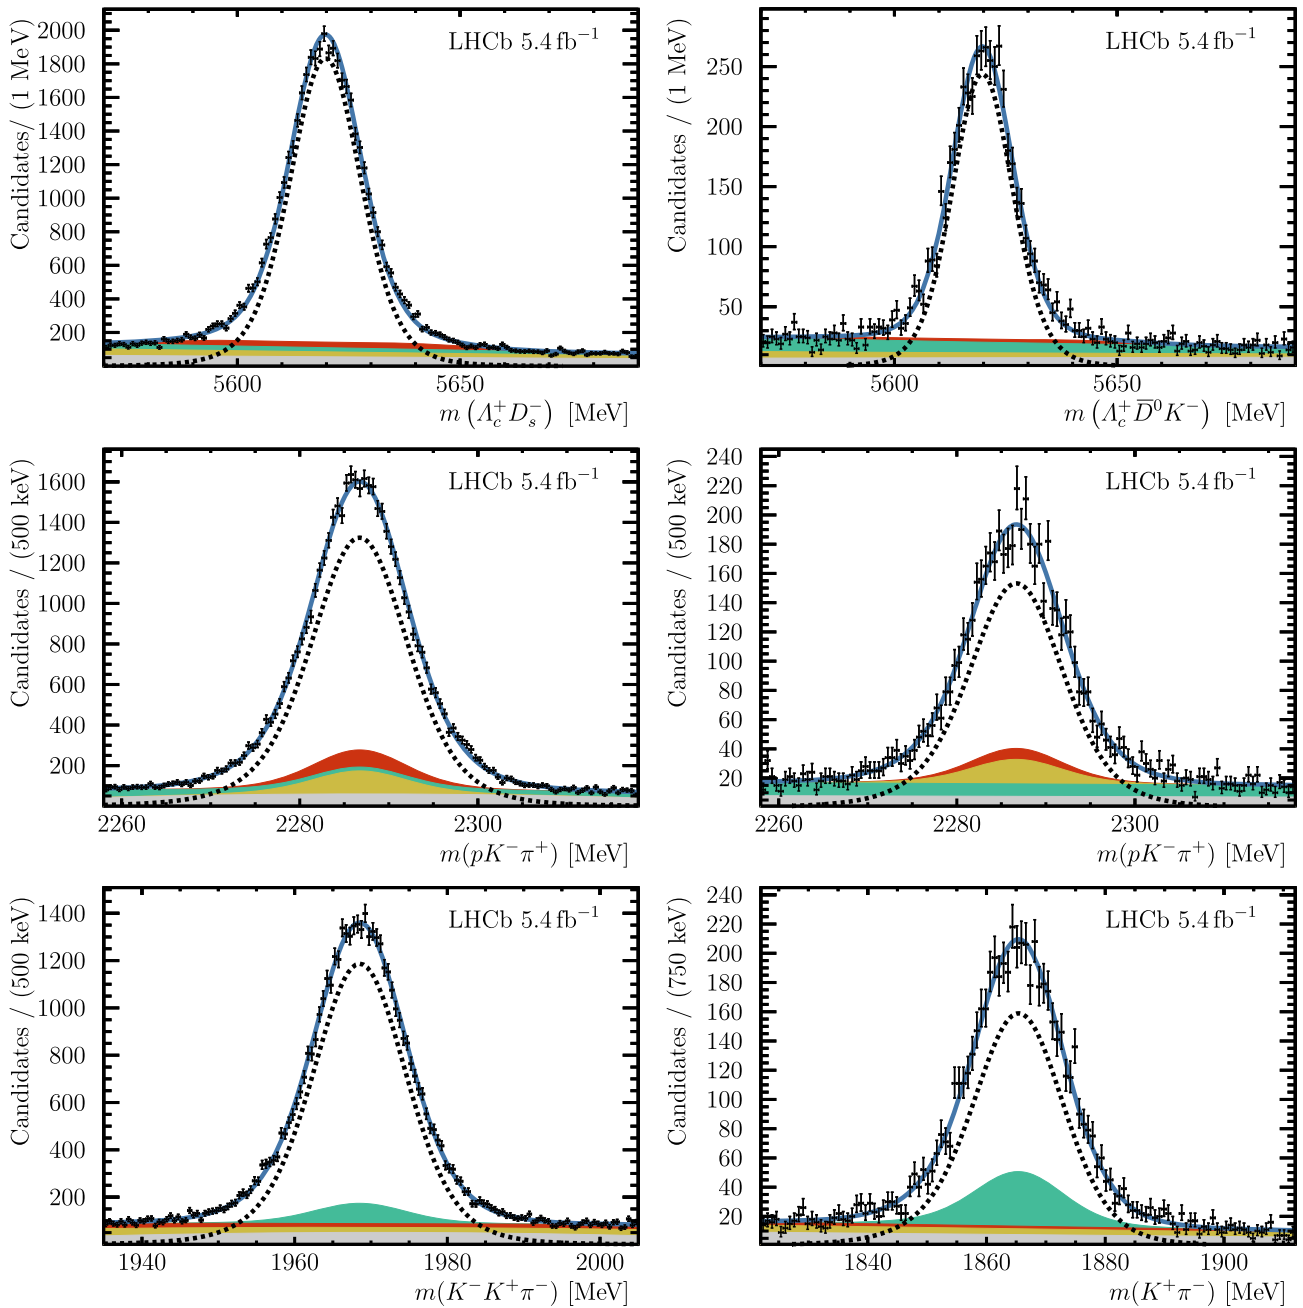 LHCb 5.4 fb⁻¹
Candidates/ (1 MeV)
2000
1800
1600
1400
1200
1000
800
600
400
200
5600 5650
m (Λc⁺Ds⁻) [MeV]
LHCb 5.4 fb⁻¹
Candidates / (1 MeV)
250
200
150
100
50
5600 5650
m (Λc⁺D̅⁰K⁻) [MeV]
LHCb 5.4 fb⁻¹
Candidates / (500 keV)
1600
1400
1200
1000
800
600
400
200
2260 2280 2300
m(pK⁻π⁺) [MeV]
LHCb 5.4 fb⁻¹
Candidates / (500 keV)
240
220
200
180
160
140
120
100
80
60
40
20
2260 2280 2300
m(pK⁻π⁺) [MeV]
LHCb 5.4 fb⁻¹
Candidates / (500 keV)
1400
1200
1000
800
600
400
200
1940 1960 1980 2000
m(K⁻K⁺π⁻) [MeV]
LHCb 5.4 fb⁻¹
Candidates / (750 keV)
240
220
200
180
160
140
120
100
80
60
40
20
1840 1860 1880 1900
m(K⁺π⁻) [MeV]